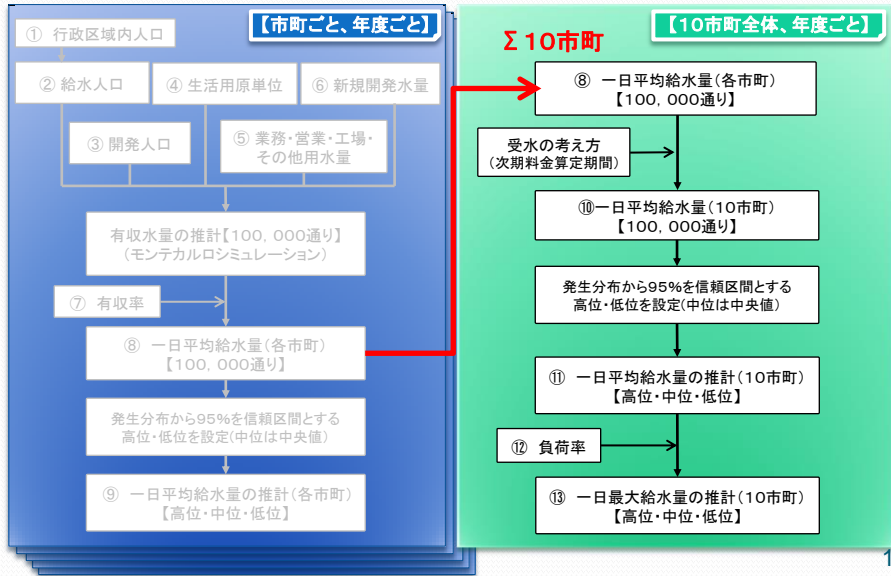 【市町ごと、年度ごと】
① 行政区域内人口
② 給水人口
④ 生活用原単位
⑥ 新規開発水量
③ 開発人口
⑤ 業務・営業・工場・
その他用水量
有収水量の推計【100,000通り】
(モンテカルロシミュレーション)
⑦ 有収率
⑧ 一日平均給水量(各市町)
【100,000通り】
発生分布から95%を信頼区間とする
高位・低位を設定(中位は中央値)
⑨ 一日平均給水量の推計(各市町)
【高位・中位・低位】
Σ10市町
【10市町全体、年度ごと】
⑧ 一日平均給水量(各市町)
【100,000通り】
受水の考え方
(次期料金算定期間)
⑩一日平均給水量(10市町)
【100,000通り】
発生分布から95%を信頼区間とする
高位・低位を設定(中位は中央値)
⑪ 一日平均給水量の推計(10市町)
【高位・中位・低位】
⑫ 負荷率
⑬ 一日最大給水量の推計(10市町)
【高位・中位・低位】
1